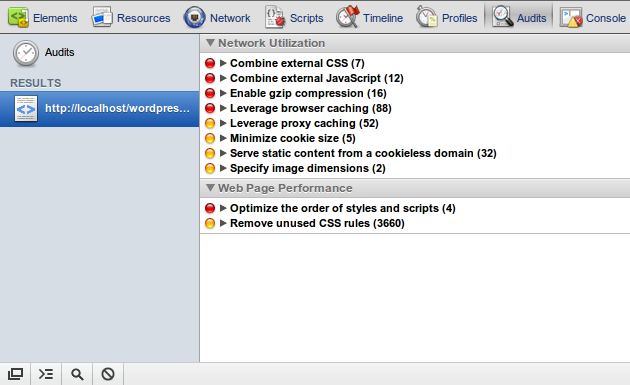 Elements
Resources
Network
Scripts
Timeline
Profiles
Audits
Console
Audits
RESULTS
http://localhost/wordpres...
Network Utilization
Combine external CSS (7)
Combine external JavaScript (12)
Enable gzip compression (16)
Leverage browser caching (88)
Leverage proxy caching (52)
Minimize cookie size (5)
Serve static content from a cookieless domain (32)
Specify image dimensions (2)
Web Page Performance
Optimize the order of styles and scripts (4)
Remove unused CSS rules (3660)